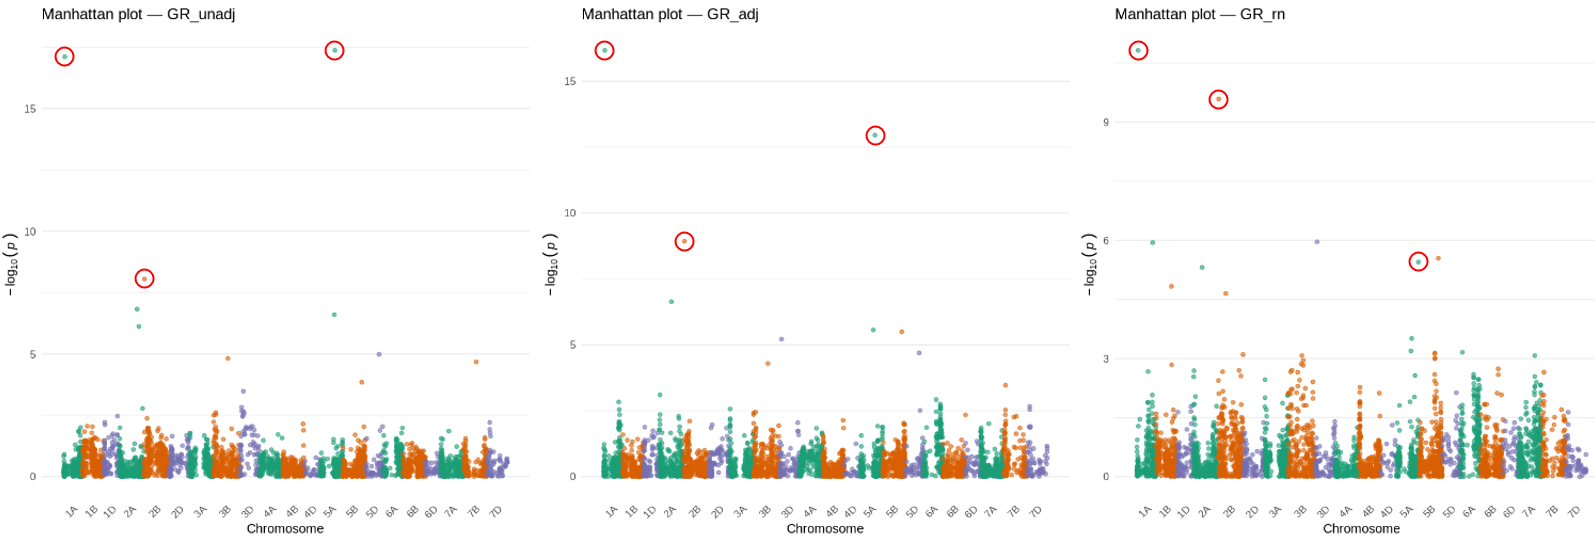 Manhattan plot — GR_unadj
15
10
5
0
− log10 ( p )
1A 1B 1D 2A 2B 2D 3A 3B 3D 4A 4B 4D 5A 5B 5D 6A 6B 6D 7A 7B 7D
Chromosome
Manhattan plot — GR_adj
15
10
5
0
− log10 ( p )
1A 1B 1D 2A 2B 2D 3A 3B 3D 4A 4B 4D 5A 5B 5D 6A 6B 6D 7A 7B 7D
Chromosome
Manhattan plot — GR_rn
9
6
3
0
− log10 ( p )
1A 1B 1D 2A 2B 2D 3A 3B 3D 4A 4B 4D 5A 5B 5D 6A 6B 6D 7A 7B 7D
Chromosome